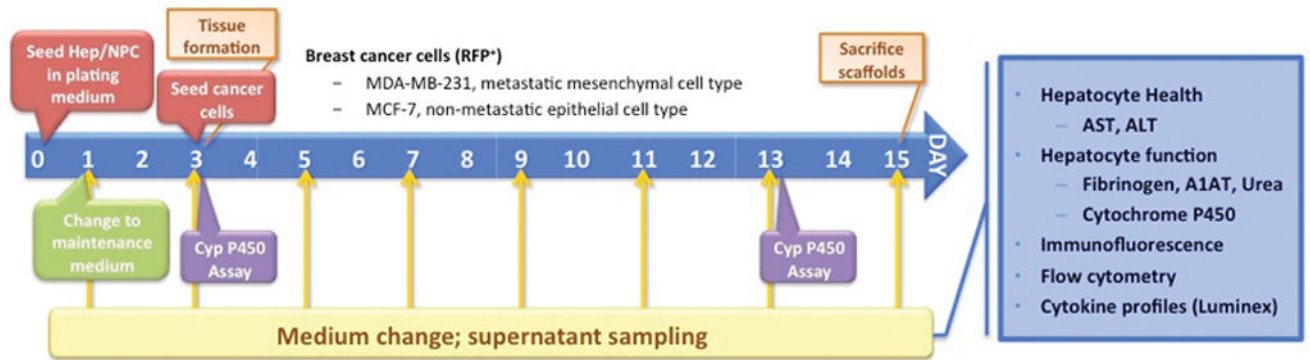 Seed Hep/NPC
in plating
medium
Tissue
formation
Seed cancer
cells
Breast cancer cells (RFP⁺)
– MDA-MB-231, metastatic mesenchymal cell type
– MCF-7, non-metastatic epithelial cell type
Sacrifice
scaffolds
0 1 2 3 4 5 6 7 8 9 10 11 12 13 14 15 DAY
Change to
maintenance
medium
Cyp P450
Assay
Cyp P450
Assay
Medium change; supernatant sampling
• Hepatocyte Health
– AST, ALT
• Hepatocyte function
– Fibrinogen, A1AT, Urea
– Cytochrome P450
• Immunofluorescence
• Flow cytometry
• Cytokine profiles (Luminex)